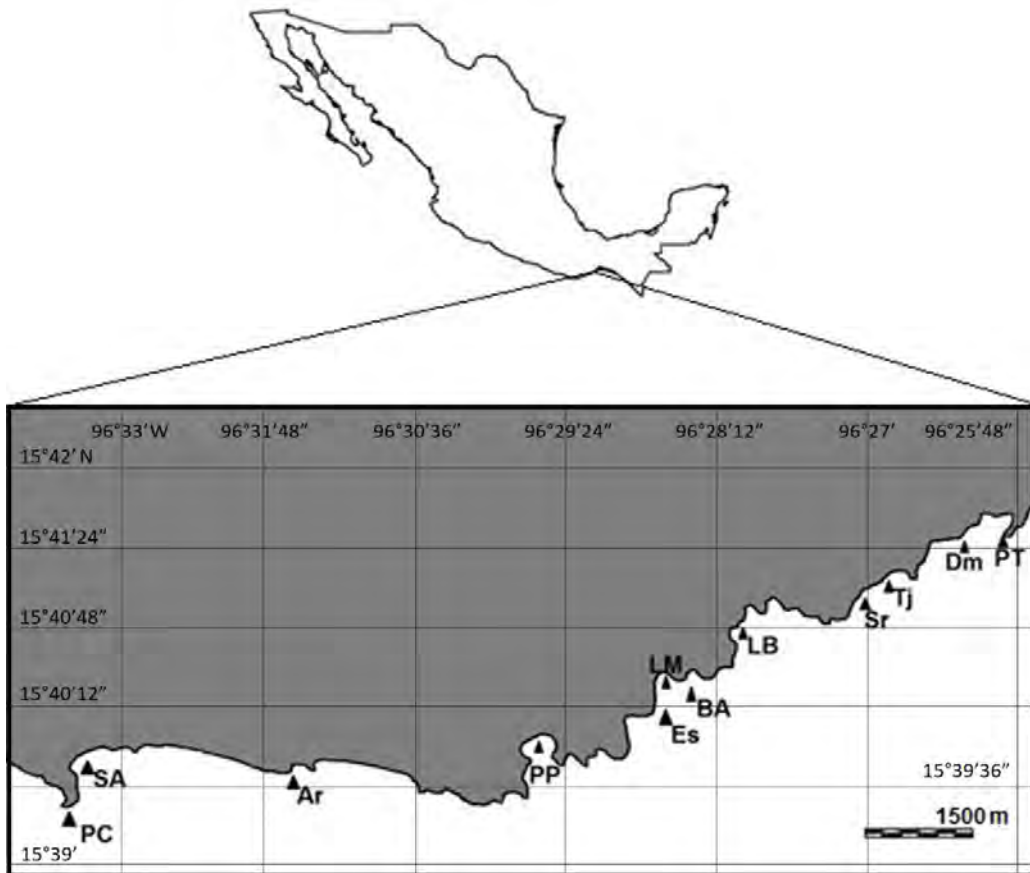 96°33'W 96°31'48" 96°30'36" 96°29'24" 96°28'12" 96°27' 96°25'48"
15°42' N
15°41'24"
Dm PT
Tj
Sr
15°40'48"
LB
LM
15°40'12"
BA
Es
PP
SA
15°39'36"
Ar
PC
1500 m
15°39'